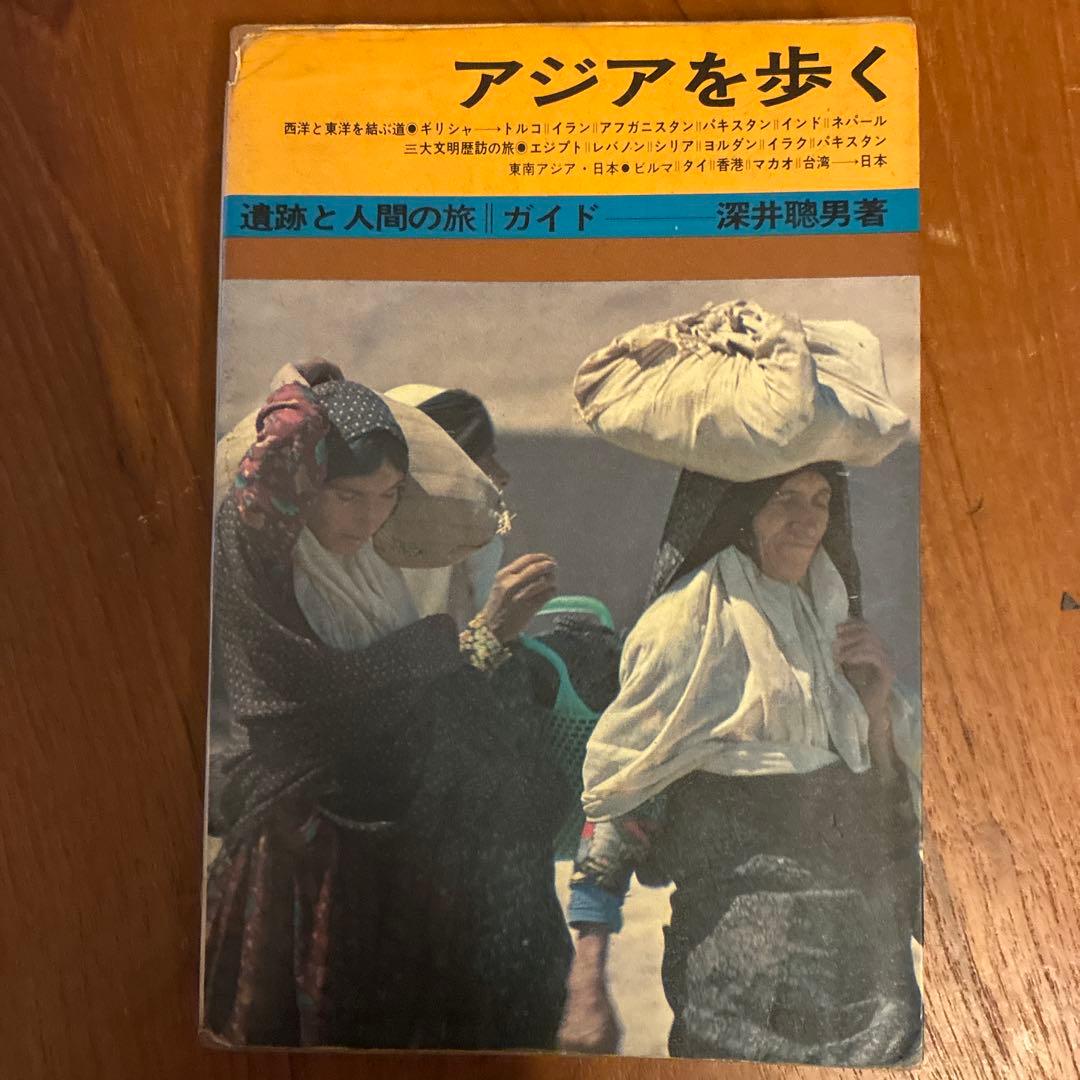 アジアを歩く
西洋と東洋を結ぶ道●ギリシャ―→トルコ‖イラン‖アフガニスタン‖パキスタン‖インド‖ネパール
三大文明歴訪の旅●エジプト‖レバノン‖シリア‖ヨルダン‖イラク‖パキスタン
東南アジア・日本●ビルマ‖タイ‖香港‖マカオ‖台湾―→日本
遺跡と人間の旅‖ガイド――深井聰男著